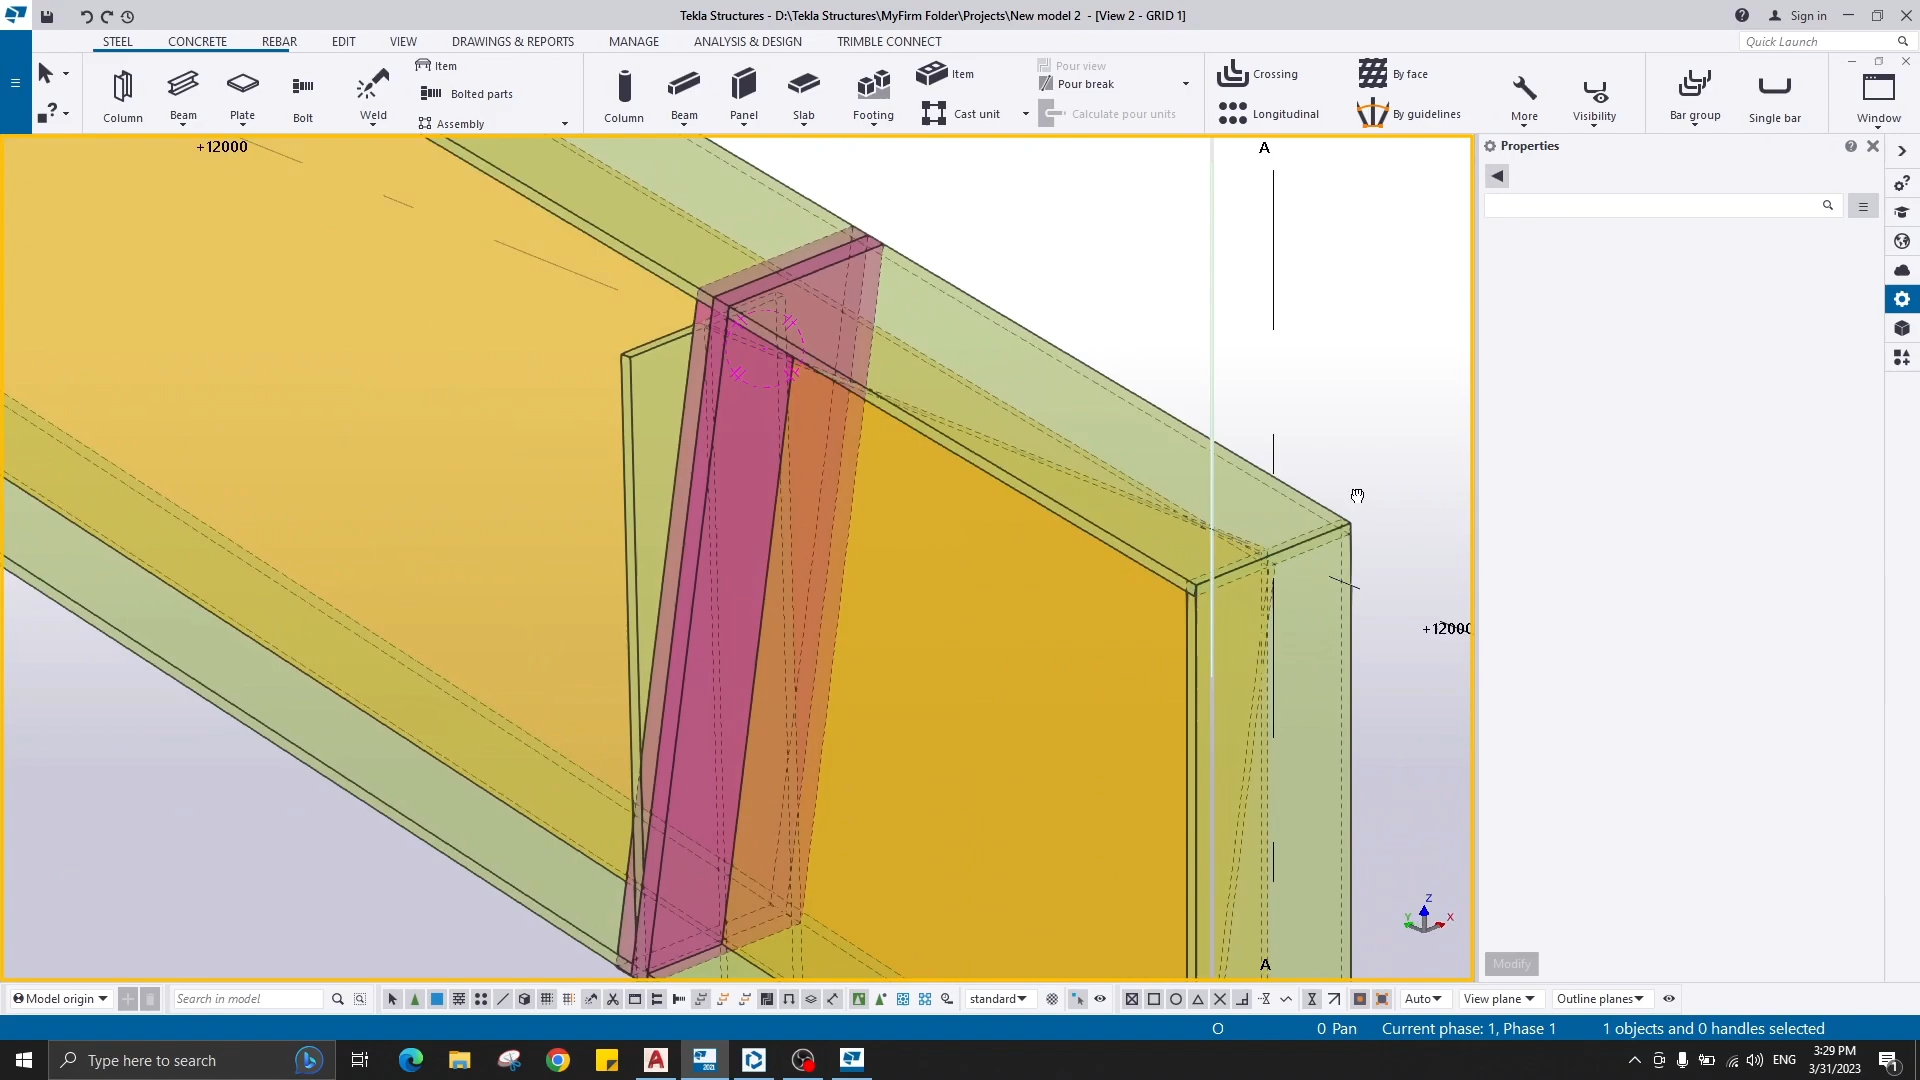 Tekla Structures - D:\Tekla Structures\MyFirm Folder\Projects\New model 2 - [View 2 - GRID 1]
Sign in
STEEL CONCRETE REBAR EDIT VIEW DRAWINGS & REPORTS MANAGE ANALYSIS & DESIGN TRIMBLE CONNECT
Quick Launch
Column Beam Plate Bolt Weld
Item
Bolted parts
Assembly
Column Beam Panel Slab Footing
Item
Cast unit
Pour view
Pour break
Calculate pour units
Crossing
Longitudinal
By face
By guidelines
More Visibility Bar group Single bar Window
Properties
+12000
A
+12000
A
Z
Y X
Modify
Model origin
Search in model
standard
Auto
View plane
Outline planes
O 0 Pan Current phase: 1, Phase 1 1 objects and 0 handles selected
Type here to search
2021
ENG
3:29 PM
3/31/2023
1